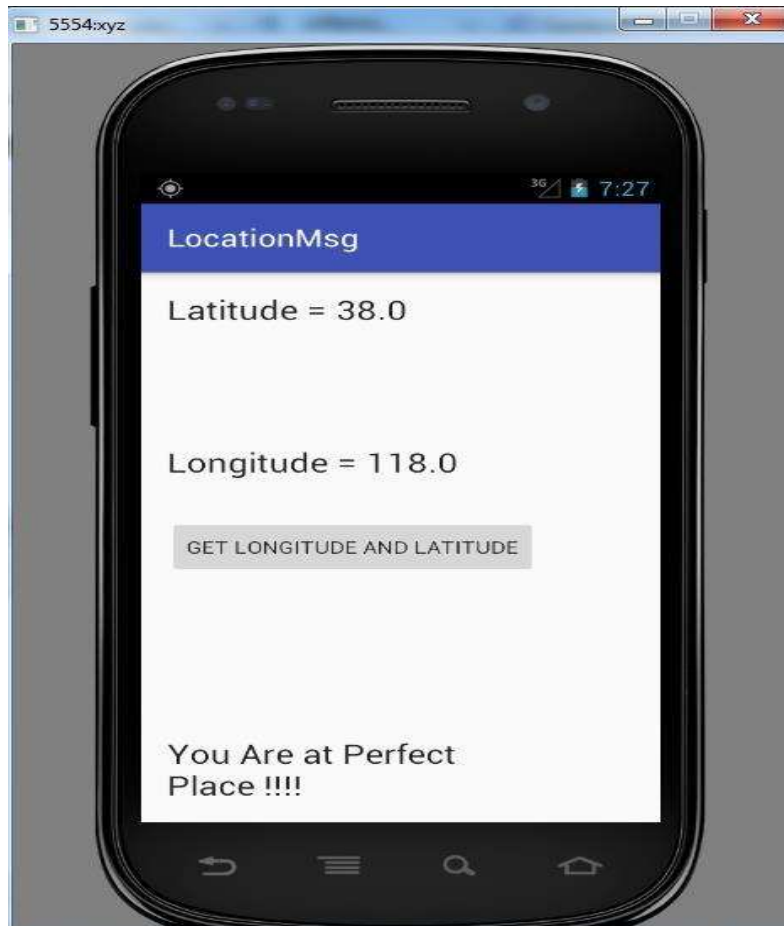 5554:xyz
3G 7:27
LocationMsg
Latitude = 38.0
Longitude = 118.0
GET LONGITUDE AND LATITUDE
You Are at Perfect
Place !!!!